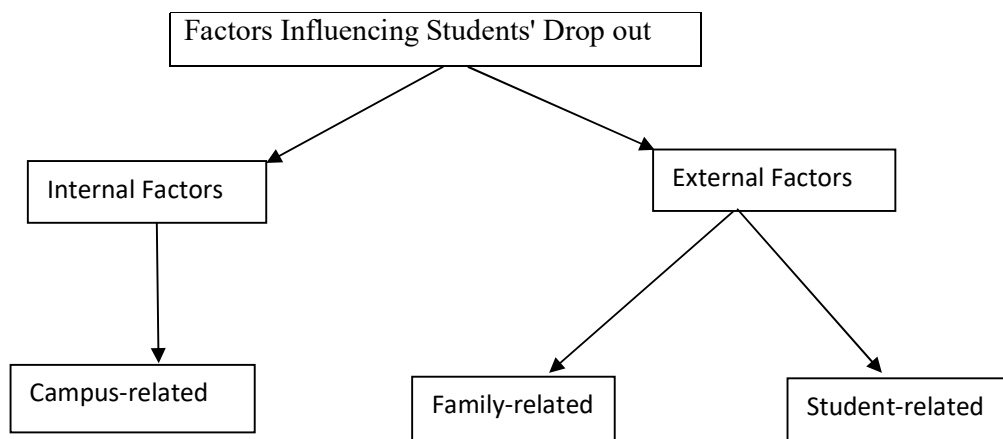 Factors Influencing Students' Drop out
Internal Factors
External Factors
Campus-related
Family-related
Student-related